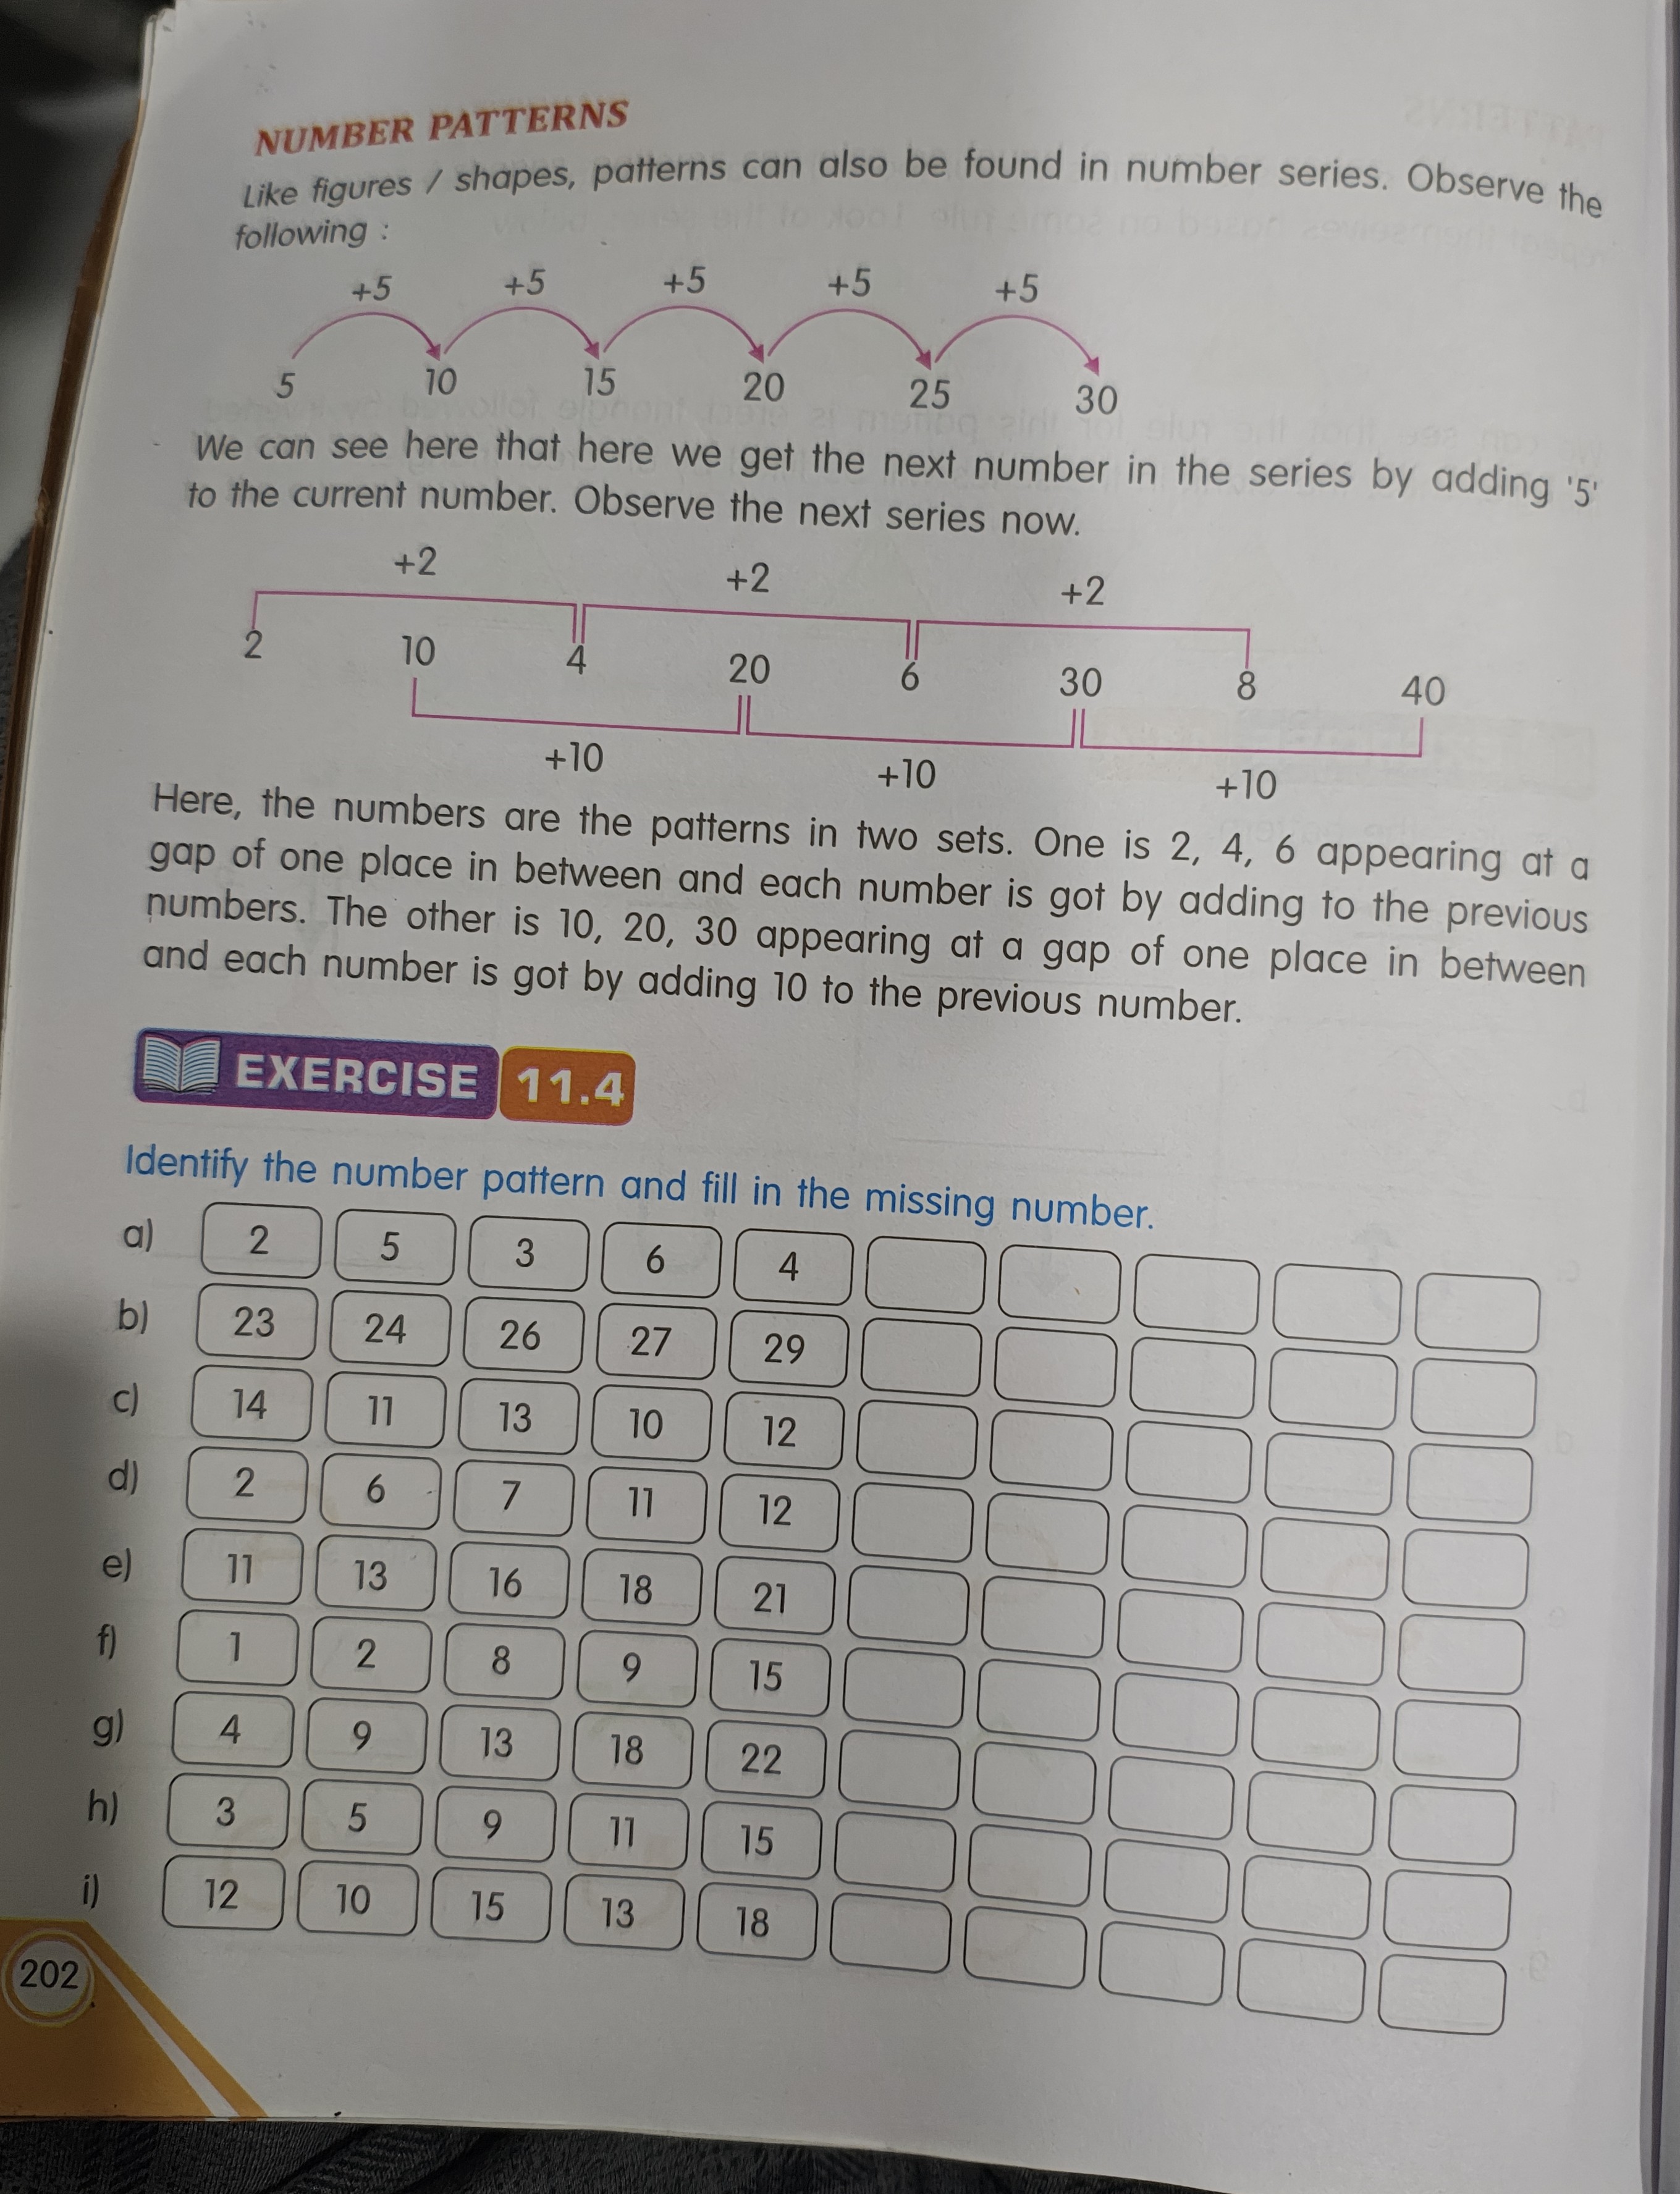 NUMBER PATTERNS
Like figures / shapes, patterns can also be found in number series. Observe the
following :
+5 +5 +5 +5 +5
5 10 15 20 25 30
We can see here that here we get the next number in the series by adding '5'
to the current number. Observe the next series now.
+2 +2 +2
2 10 4 20 6 30 8 40
+10 +10 +10
Here, the numbers are the patterns in two sets. One is 2, 4, 6 appearing at a
gap of one place in between and each number is got by adding to the previous
numbers. The other is 10, 20, 30 appearing at a gap of one place in between
and each number is got by adding 10 to the previous number.
EXERCISE 11.4
Identify the number pattern and fill in the missing number.
a) 2 5 3 6 4
b) 23 24 26 27 29
c) 14 11 13 10 12
d) 2 6 7 11 12
e) 11 13 16 18 21
f) 1 2 8 9 15
g) 4 9 13 18 22
h) 3 5 9 11 15
i) 12 10 15 13 18
202